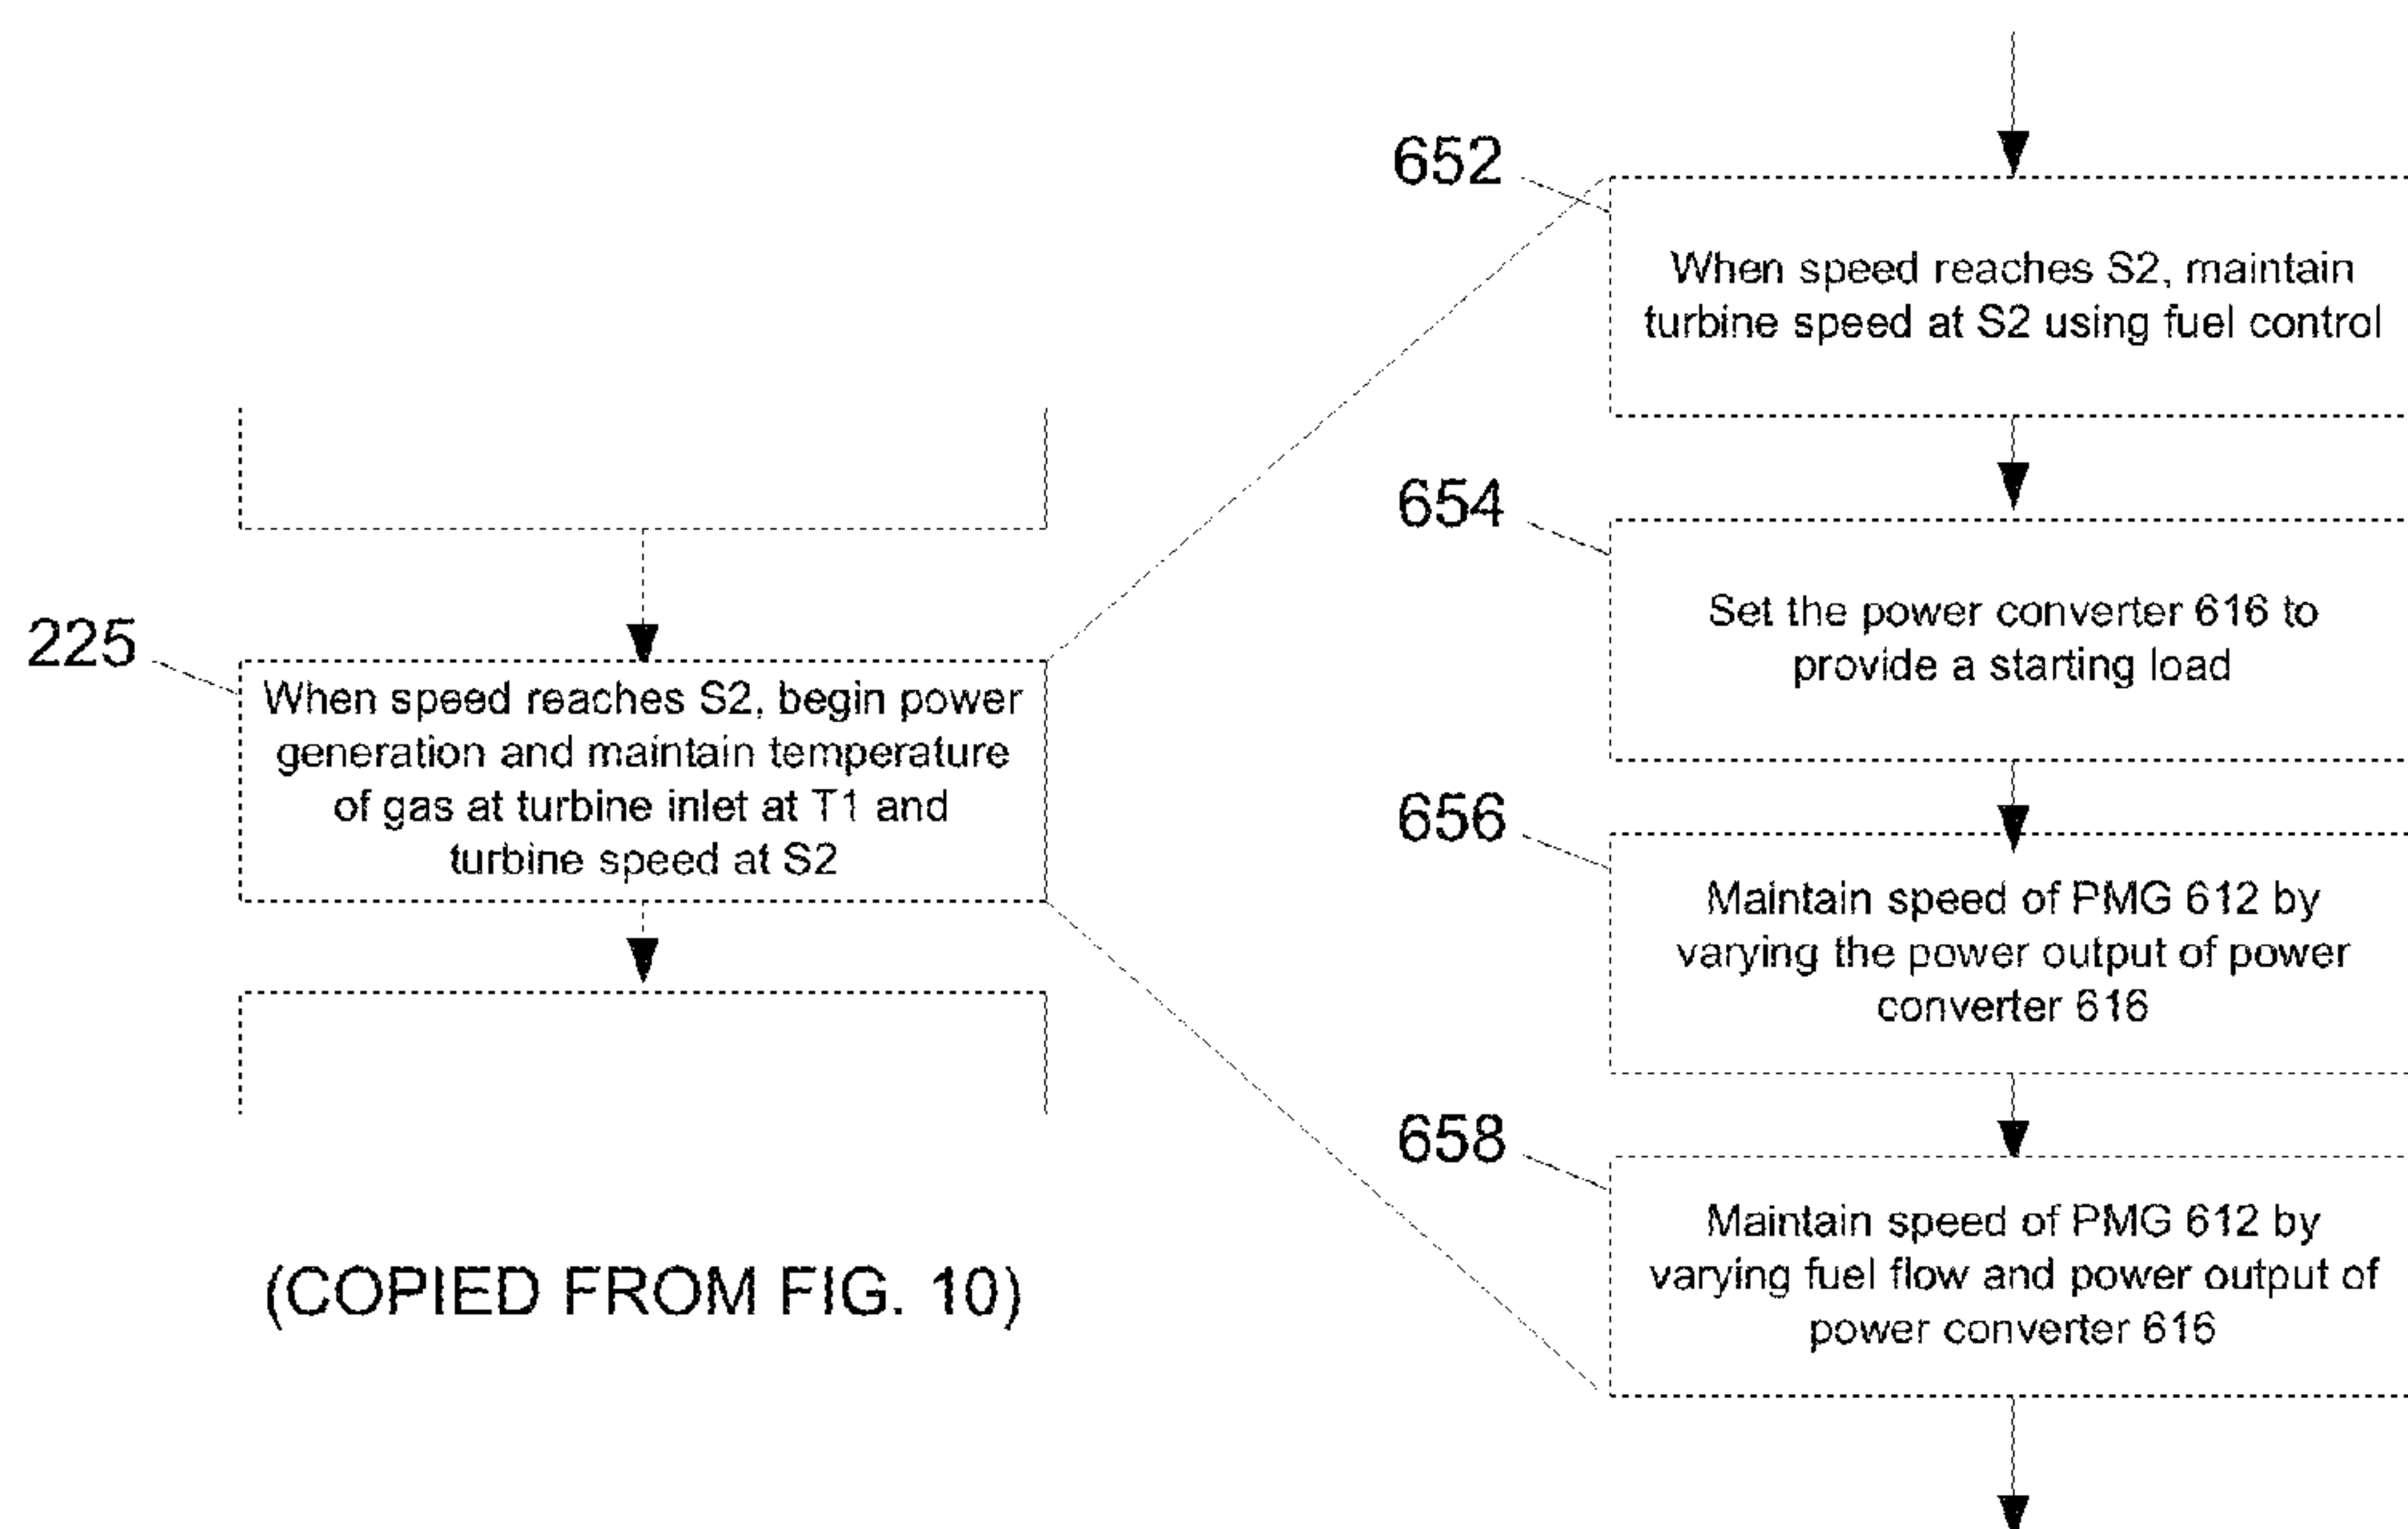 225
When speed reaches S2, begin power
generation and maintain temperature
of gas at turbine inlet at T1 and
turbine speed at S2
(COPIED FROM FIG. 10)
652
When speed reaches S2, maintain
turbine speed at S2 using fuel control
654
Set the power converter 616 to
provide a starting load
656
Maintain speed of PMG 612 by
varying the power output of power
converter 616
658
Maintain speed of PMG 612 by
varying fuel flow and power output of
power converter 616